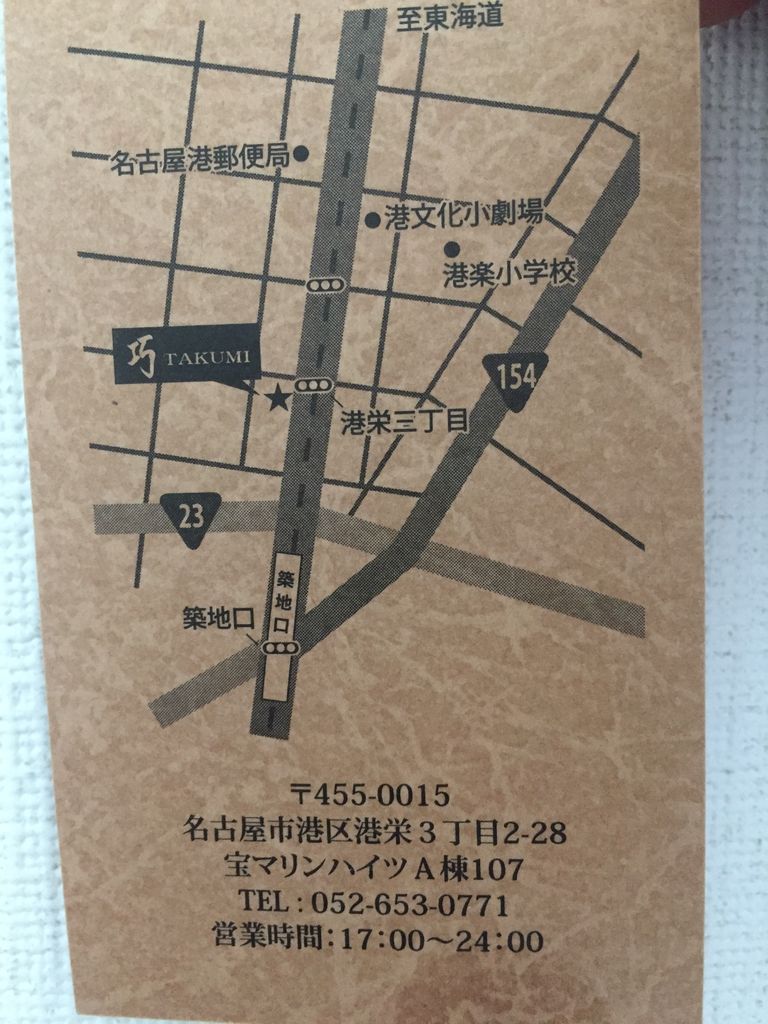 至東海道
名古屋港郵便局
港文化小劇場
港楽小学校
巧 TAKUMI
154
港栄三丁目
23
築地口
築地口
〒455-0015
名古屋市港区港栄3丁目2-28
宝マリンハイツA棟107
TEL：052-653-0771
営業時間：17：00〜24：00